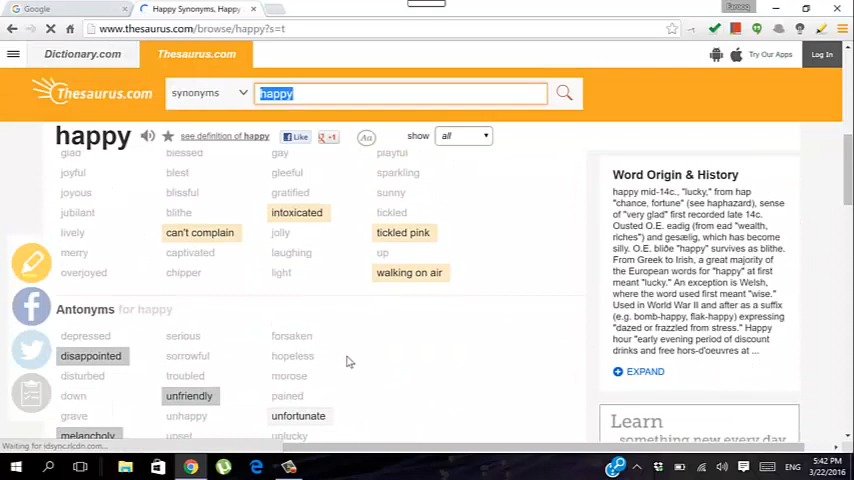 Google
Happy Synonyms, Happy
Farooq
www.thesaurus.com/browse/happy?s=t
Dictionary.com
Thesaurus.com
Try Our Apps
Log In
Thesaurus.com
synonyms
happy
happy
see definition of happy
Like
+1
Aa
show
all
glad blessed gay playful
joyful blest gleeful sparkling
joyous blissful gratified sunny
jubilant blithe intoxicated tickled
lively can't complain jolly tickled pink
merry captivated laughing up
overjoyed chipper light walking on air
Antonyms for happy
depressed serious forsaken
disappointed sorrowful hopeless
disturbed troubled morose
down unfriendly pained
grave unhappy unfortunate
melancholy upset unlucky
Word Origin & History
happy mid-14c., "lucky," from hap
"chance, fortune" (see haphazard), sense
of "very glad" first recorded late 14c.
Ousted O.E. eadig (from ead "wealth,
riches") and gesælig, which has become
silly. O.E. bliðe "happy" survives as blithe.
From Greek to Irish, a great majority of
the European words for "happy" at first
meant "lucky." An exception is Welsh,
where the word used first meant "wise."
Used in World War II and after as a suffix
(e.g. bomb-happy, flak-happy) expressing
"dazed or frazzled from stress." Happy
hour "early evening period of discount
drinks and free hors-d'oeuvres at ...
EXPAND
Learn
something new every day
Waiting for idsync.rlcdn.com...
ENG
5:42 PM
3/22/2016